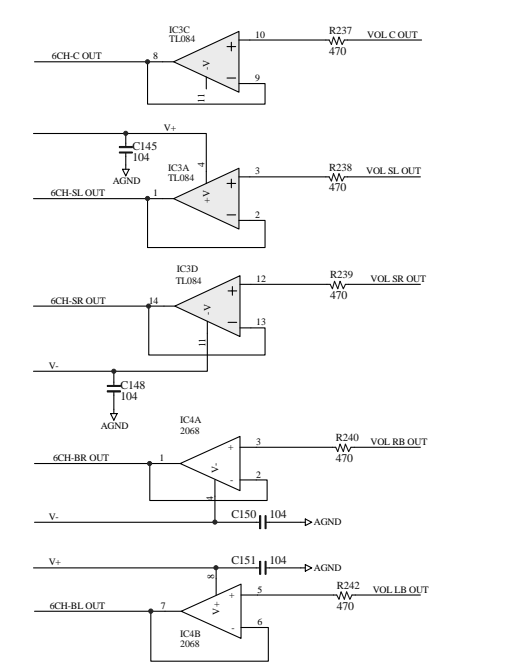 IC3C
TL084
R237
VOL C OUT
10
470
6CH-C OUT
8
+
-V
9
11
V+
C145
104
AGND
4
IC3A
TL084
3
R238
VOL SL OUT
470
6CH-SL OUT
1
+V
2
IC3D
TL084
12
R239
VOL SR OUT
470
6CH-SR OUT
14
-V
13
11
V-
C148
104
AGND
IC4A
2068
3
R240
VOL RB OUT
470
6CH-BR OUT
1
V-
2
4
V-
C150
104
AGND
V+
C151
104
AGND
8
5
R242
VOL LB OUT
470
6CH-BL OUT
7
V+
6
IC4B
2068